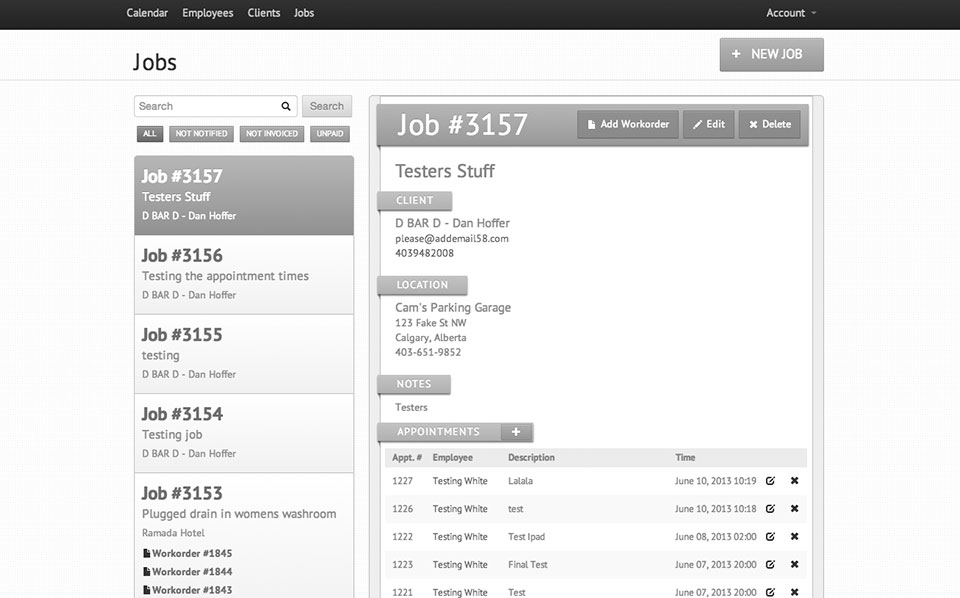 Calendar Employees Clients Jobs Account
Jobs
+ NEW JOB
Search Search
ALL NOT NOTIFIED NOT INVOICED UNPAID
Job #3157
Testers Stuff
D BAR D - Dan Hoffer
Job #3156
Testing the appointment times
D BAR D - Dan Hoffer
Job #3155
testing
D BAR D - Dan Hoffer
Job #3154
Testing job
D BAR D - Dan Hoffer
Job #3153
Plugged drain in womens washroom
Ramada Hotel
Workorder #1845
Workorder #1844
Workorder #1843
Job #3157 Add Workorder Edit Delete
Testers Stuff
CLIENT
D BAR D - Dan Hoffer
please@addemail58.com
4039482008
LOCATION
Cam's Parking Garage
123 Fake St NW
Calgary, Alberta
403-651-9852
NOTES
Testers
APPOINTMENTS +
Appt. # Employee Description Time
1227 Testing White Lalala June 10, 2013 10:19
1226 Testing White test June 10, 2013 10:18
1222 Testing White Test Ipad June 08, 2013 02:00
1223 Testing White Final Test June 07, 2013 20:00
1221 Testing White Test June 07, 2013 20:00